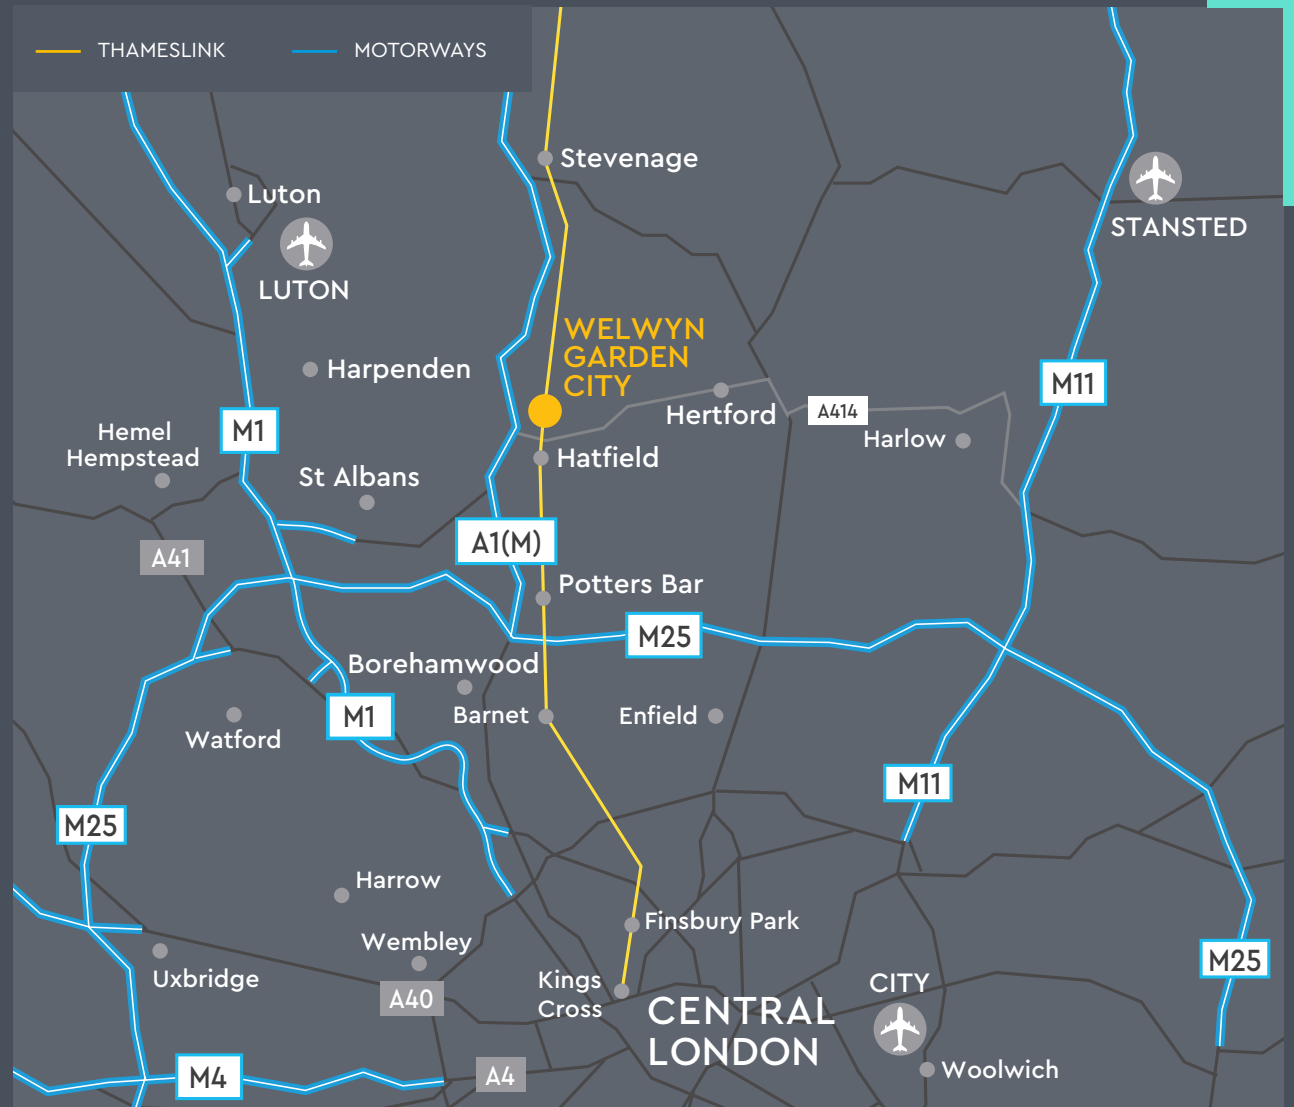 THAMESLINK
MOTORWAYS
Stevenage
Luton
STANSTED
LUTON
WELWYN
GARDEN
CITY
Harpenden
M11
Hertford
A414
M1
Hemel
Hempstead
Harlow
Hatfield
St Albans
A1(M)
A41
Potters Bar
M25
Borehamwood
M1
Barnet
Enfield
Watford
M11
M25
Harrow
Finsbury Park
Wembley
M25
Uxbridge
Kings
Cross
CITY
A40
CENTRAL
LONDON
Woolwich
M4
A4